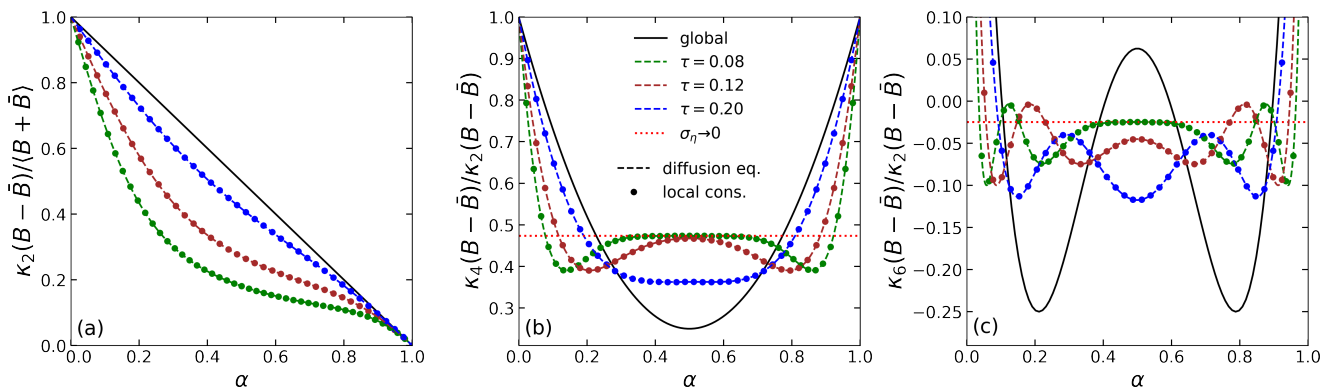 κ₂(B − B̄)/⟨B + B̄⟩
1.0
0.8
0.6
0.4
0.2
0.0
(a)
0.0 0.2 0.4 0.6 0.8 1.0
α
κ₄(B − B̄)/κ₂(B − B̄)
1.0
0.9
0.8
0.7
0.6
0.5
0.4
0.3
global
τ = 0.08
τ = 0.12
τ = 0.20
σ_η→0
diffusion eq.
local cons.
(b)
0.0 0.2 0.4 0.6 0.8 1.0
α
κ₆(B − B̄)/κ₂(B − B̄)
0.10
0.05
0.00
−0.05
−0.10
−0.15
−0.20
−0.25
(c)
0.0 0.2 0.4 0.6 0.8 1.0
α